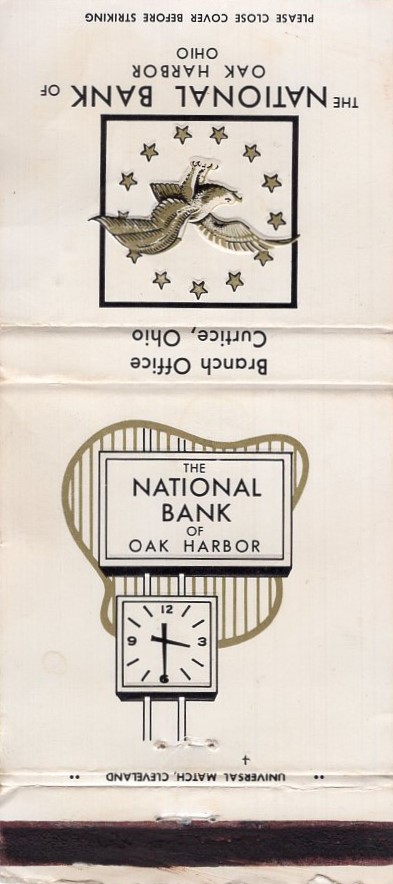 PLEASE CLOSE COVER BEFORE STRIKING
THE NATIONAL BANK OF
OAK HARBOR
OHIO
Branch Office
Curtice, Ohio
THE
NATIONAL
BANK
OF
OAK HARBOR
12
9 3
6
UNIVERSAL MATCH, CLEVELAND